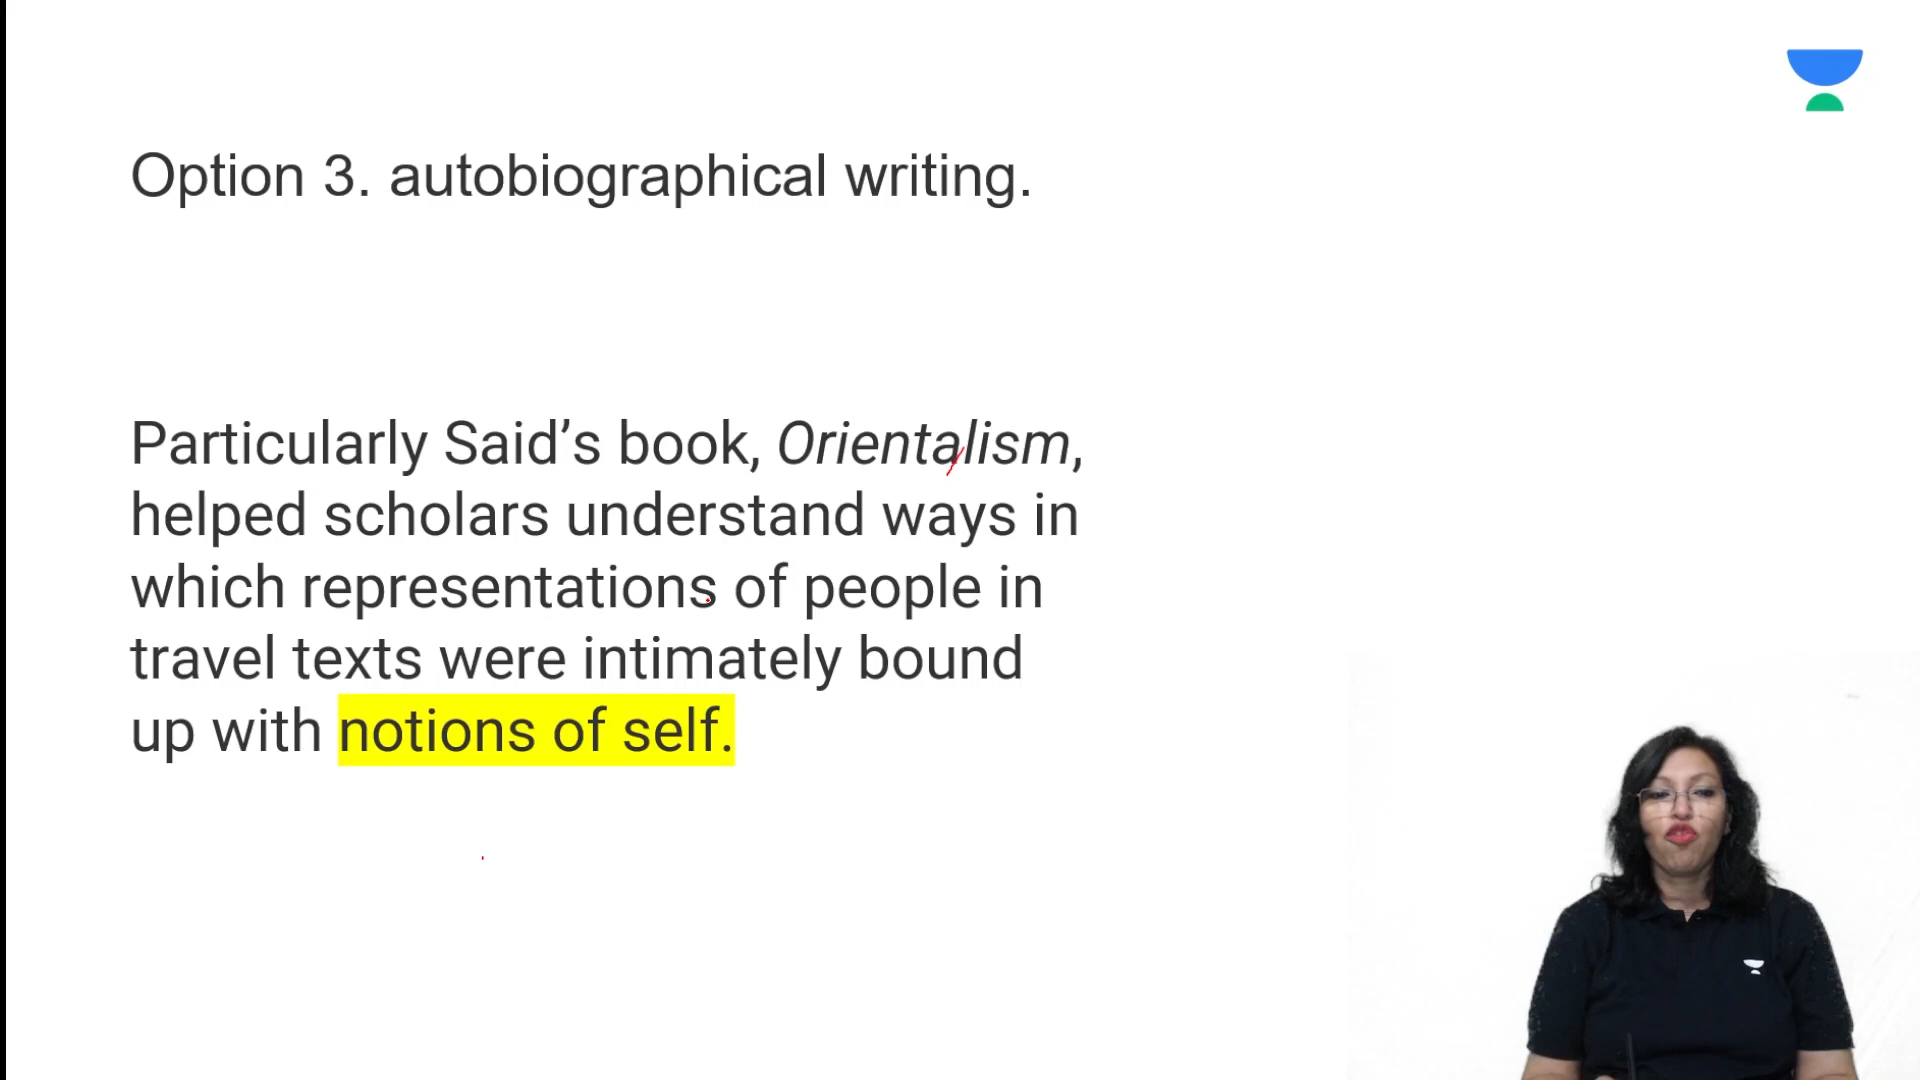 Option 3. autobiographical writing.
Particularly Said’s book, Orientalism,
helped scholars understand ways in
which representations of people in
travel texts were intimately bound
up with notions of self.